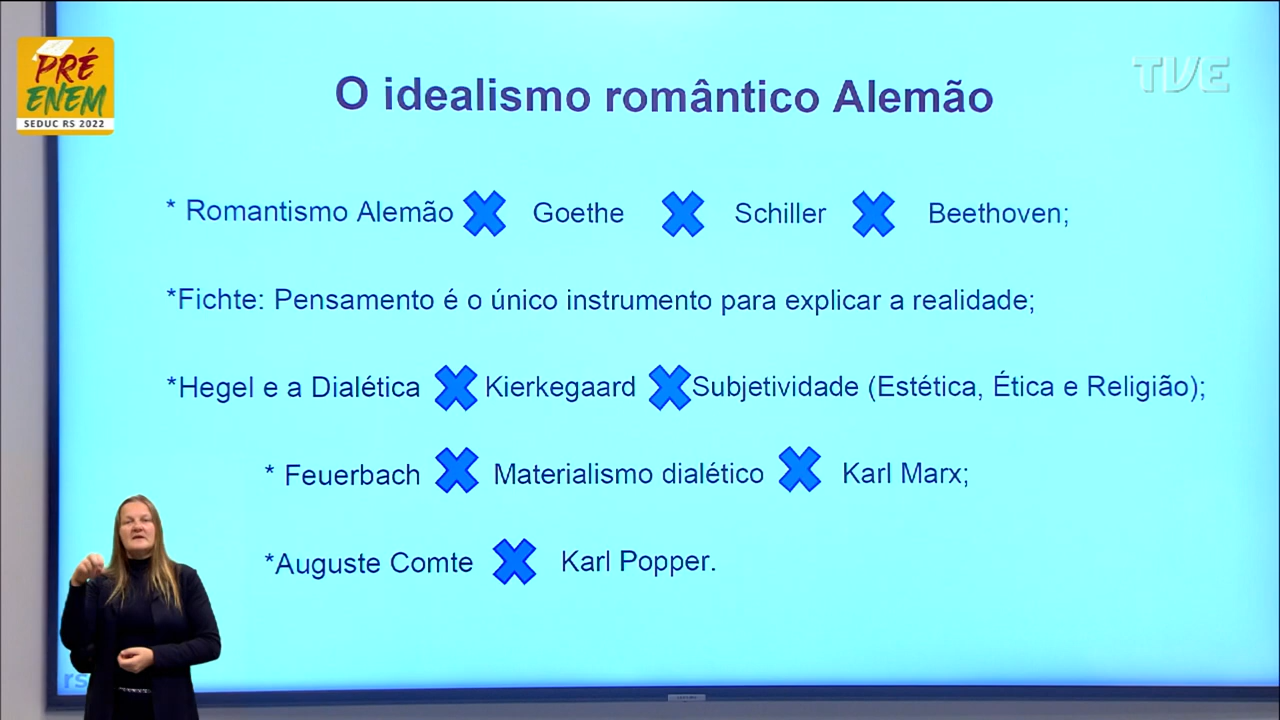 PRÉ
ENEM
SEDUC RS 2022
TVE
O idealismo romântico Alemão
* Romantismo Alemão Goethe Schiller Beethoven;
*Fichte: Pensamento é o único instrumento para explicar a realidade;
*Hegel e a Dialética Kierkegaard Subjetividade (Estética, Ética e Religião);
* Feuerbach Materialismo dialético Karl Marx;
*Auguste Comte Karl Popper.
rs